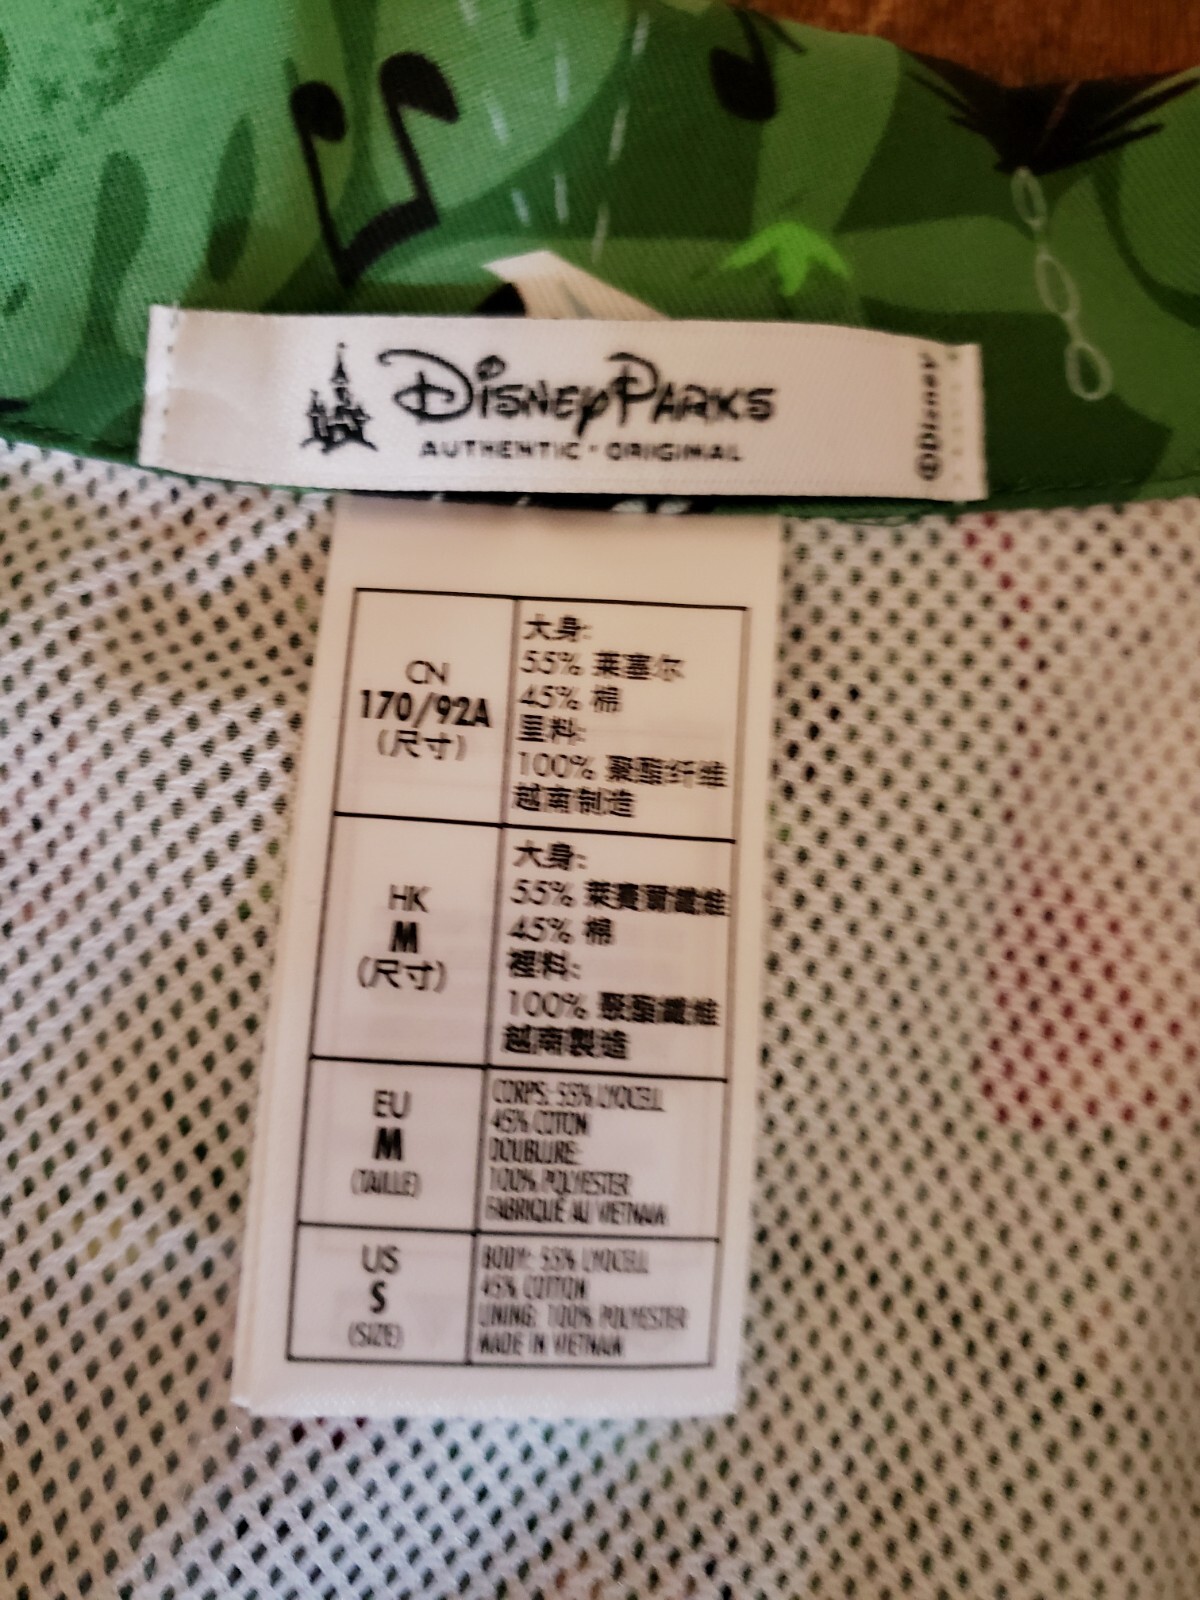 Disney Parks
AUTHENTIC · ORIGINAL
©Disney
CN
170/92A
(尺寸)
大身:
55% 莱塞尔
45% 棉
里料:
100% 聚酯纤维
越南制造
HK
M
(尺寸)
大身:
55% 萊賽爾纖維
45% 棉
裡料:
100% 聚酯纖維
越南製造
EU
M
(TAILLE)
CORPS: 55% LYOCELL
45% COTON
DOUBLURE:
100% POLYESTER
FABRIQUÉ AU VIETNAM
US
S
(SIZE)
BODY: 55% LYOCELL
45% COTTON
LINING: 100% POLYESTER
MADE IN VIETNAM